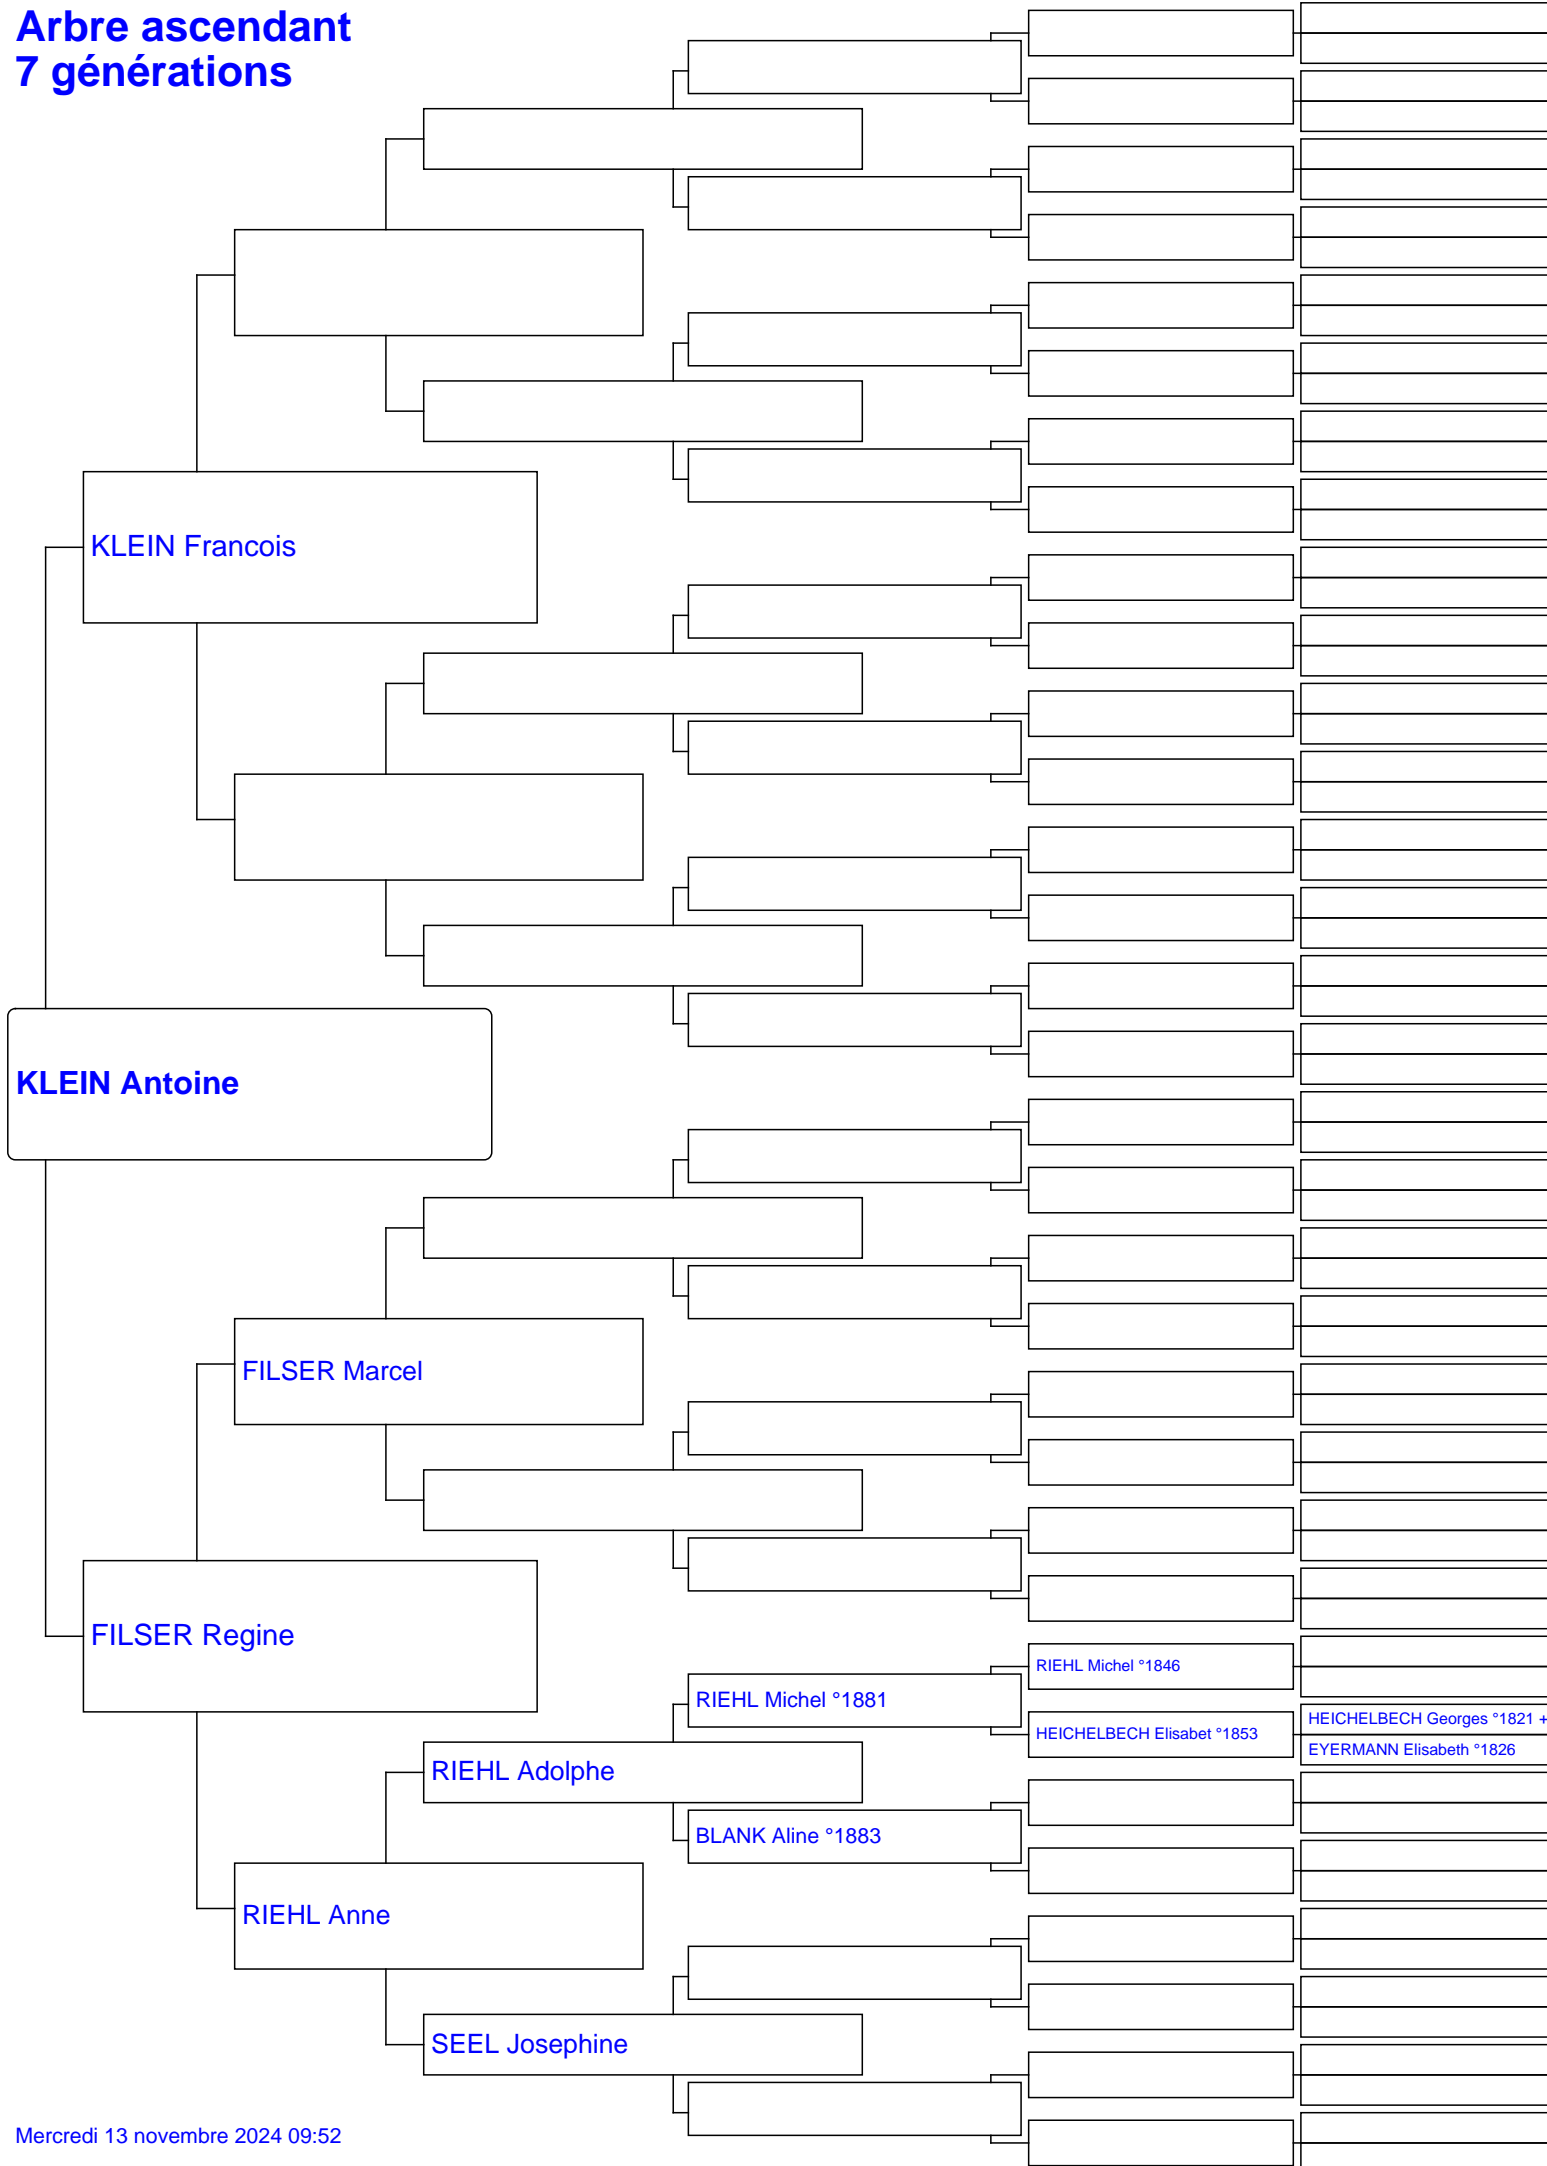 Arbre ascendant
7 générations
KLEIN Francois
KLEIN Antoine
FILSER Marcel
FILSER Regine
RIEHL Michel °1846
RIEHL Michel °1881
HEICHELBECH Georges °1821 +
HEICHELBECH Elisabet °1853
EYERMANN Elisabeth °1826
RIEHL Adolphe
BLANK Aline °1883
RIEHL Anne
SEEL Josephine
Mercredi 13 novembre 2024 09:52